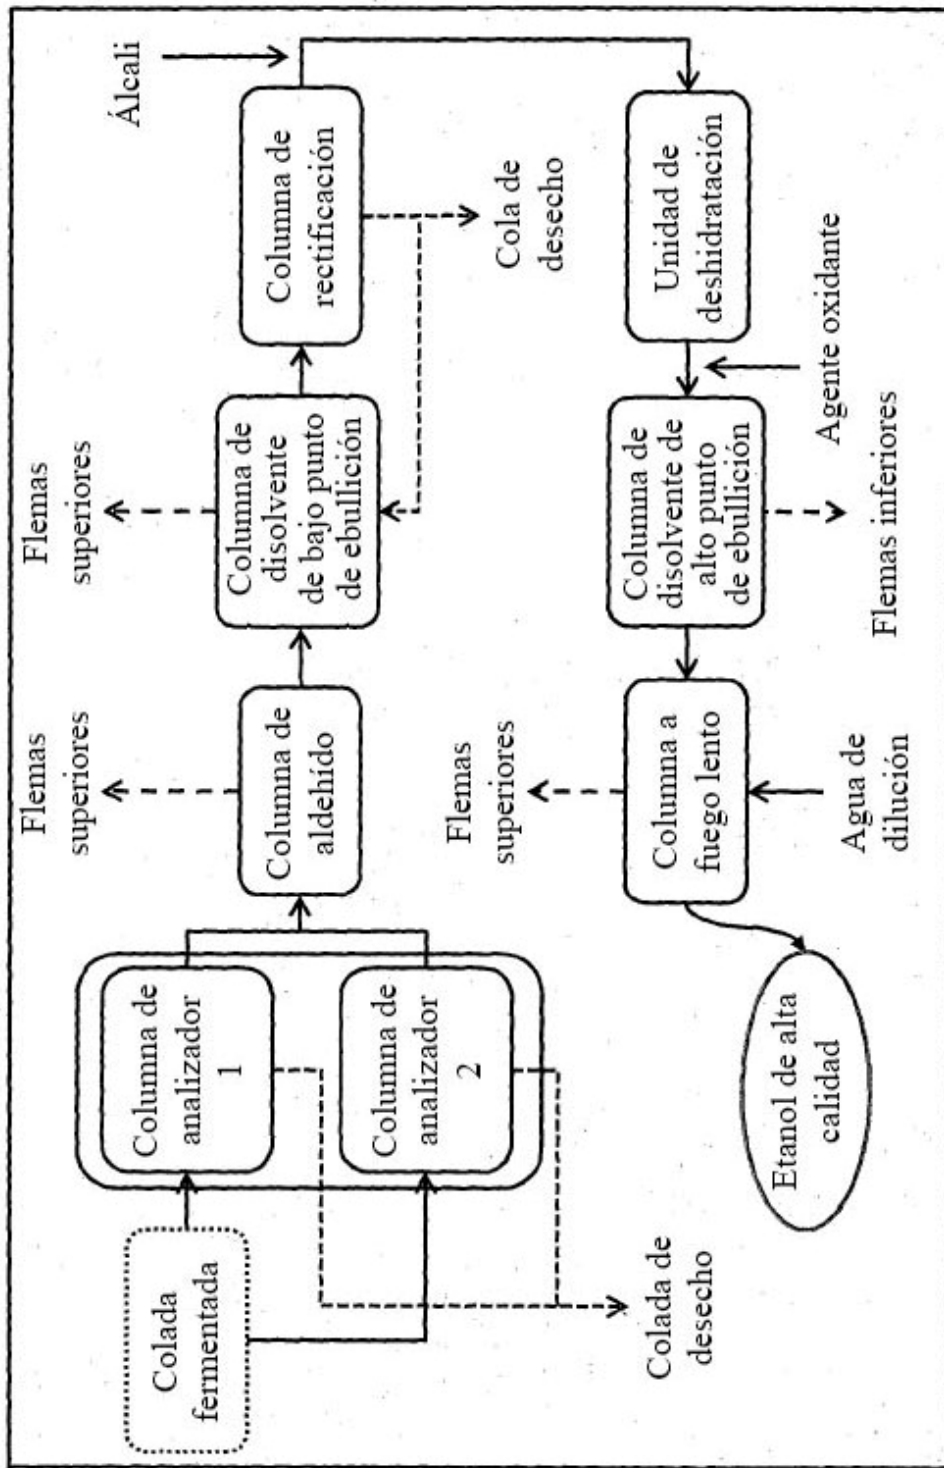 Colada
fermentada
Columna de
analizador
1
Columna de
analizador
2
Colada de
desecho
Flemas
superiores
Columna de
aldehído
Flemas
superiores
Columna de
disolvente
de bajo punto
de ebullición
Columna de
rectificación
Álcali
Cola de
desecho
Unidad de
deshidratación
Agente oxidante
Columna de
disolvente de
alto punto
de ebullición
Flemas inferiores
Flemas
superiores
Columna a
fuego lento
Agua de
dilución
Etanol de alta
calidad